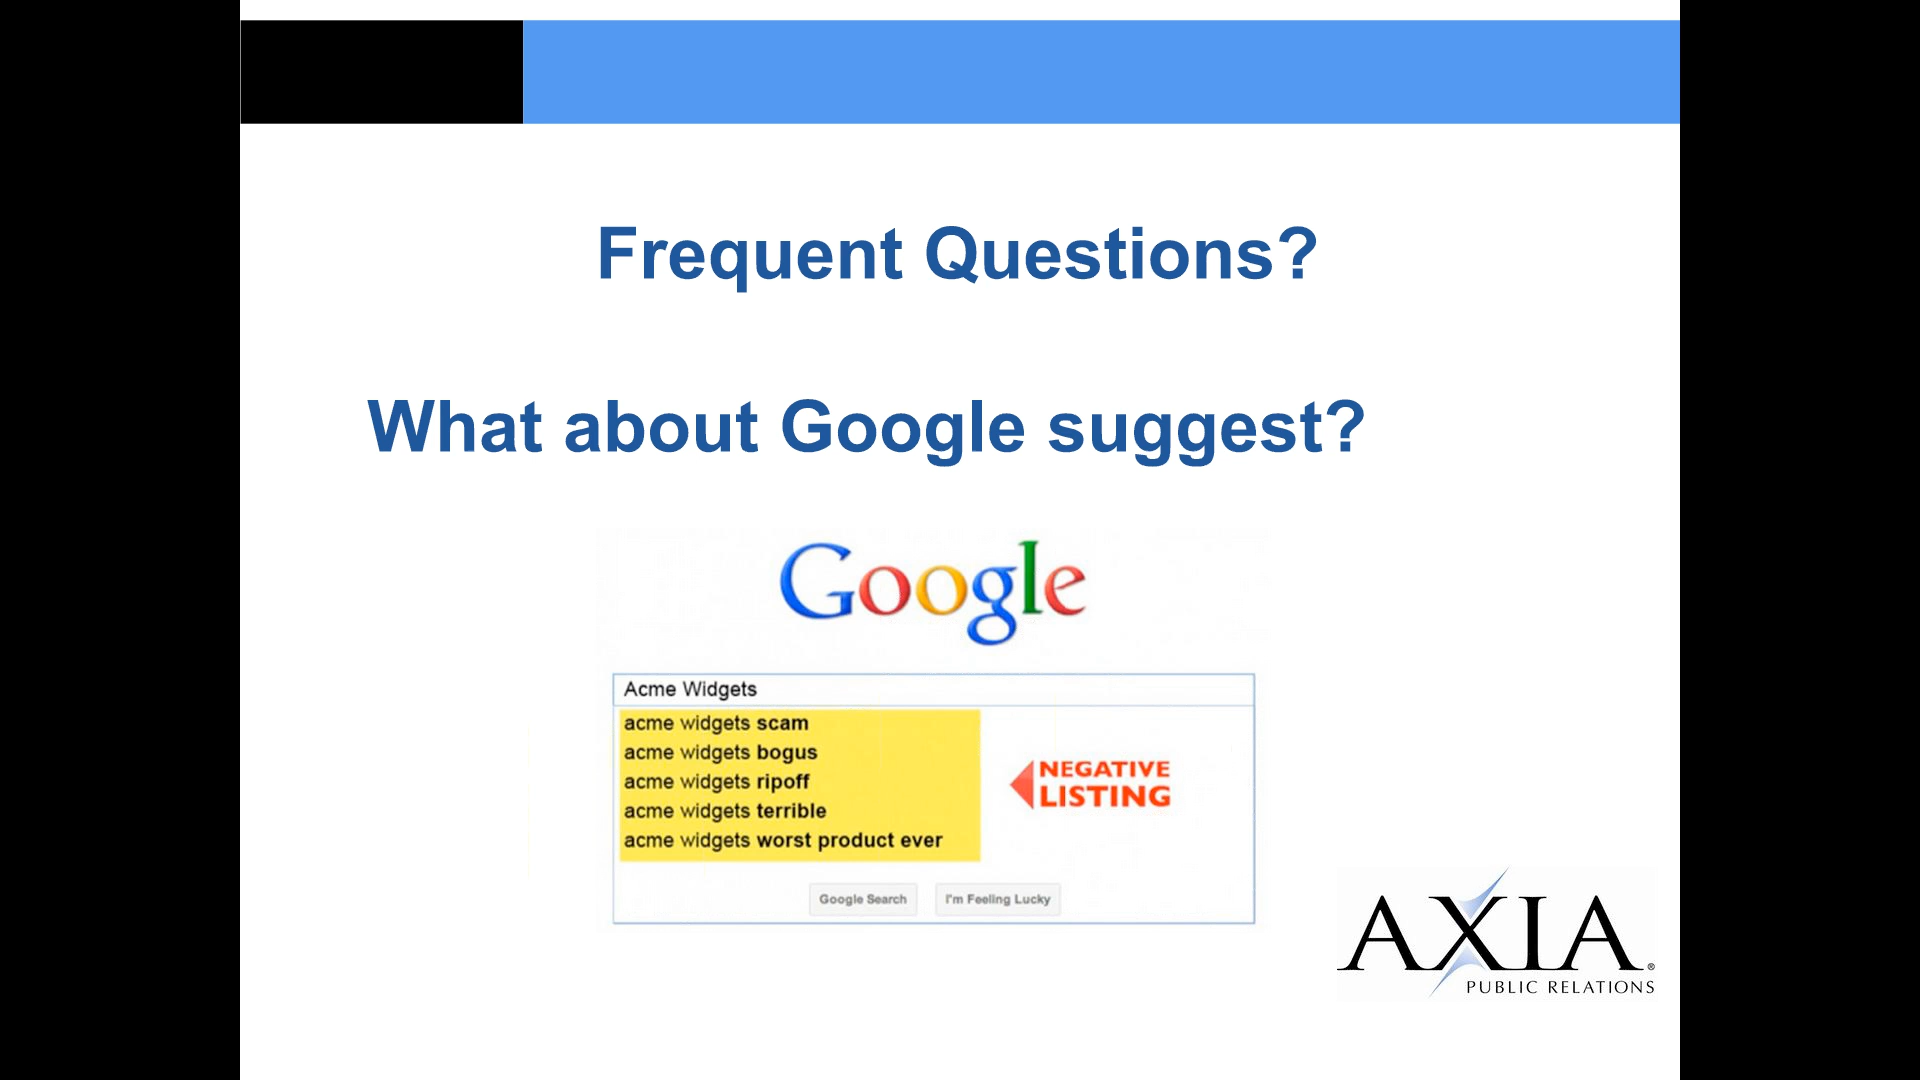 Frequent Questions?
What about Google suggest?
Google
Acme Widgets
acme widgets scam
acme widgets bogus
acme widgets ripoff
acme widgets terrible
acme widgets worst product ever
NEGATIVE
LISTING
Google Search I'm Feeling Lucky
AXIA®
PUBLIC RELATIONS